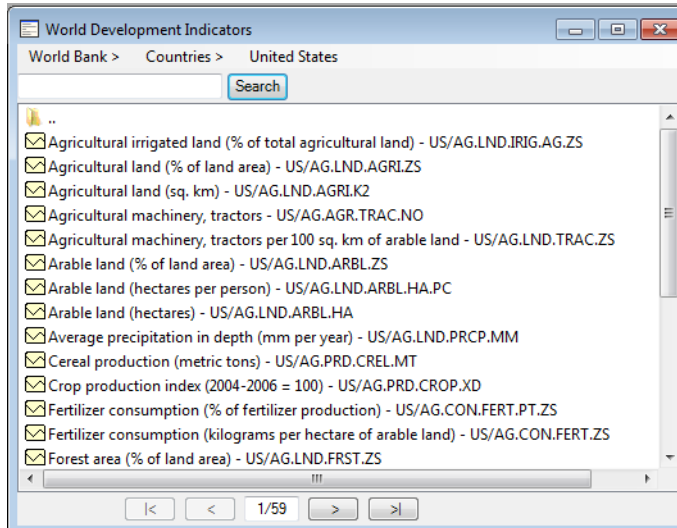 World Development Indicators
World Bank > Countries > United States
Search
..
Agricultural irrigated land (% of total agricultural land) - US/AG.LND.IRIG.AG.ZS
Agricultural land (% of land area) - US/AG.LND.AGRI.ZS
Agricultural land (sq. km) - US/AG.LND.AGRI.K2
Agricultural machinery, tractors - US/AG.AGR.TRAC.NO
Agricultural machinery, tractors per 100 sq. km of arable land - US/AG.LND.TRAC.ZS
Arable land (% of land area) - US/AG.LND.ARBL.ZS
Arable land (hectares per person) - US/AG.LND.ARBL.HA.PC
Arable land (hectares) - US/AG.LND.ARBL.HA
Average precipitation in depth (mm per year) - US/AG.LND.PRCP.MM
Cereal production (metric tons) - US/AG.PRD.CREL.MT
Crop production index (2004-2006 = 100) - US/AG.PRD.CROP.XD
Fertilizer consumption (% of fertilizer production) - US/AG.CON.FERT.PT.ZS
Fertilizer consumption (kilograms per hectare of arable land) - US/AG.CON.FERT.ZS
Forest area (% of land area) - US/AG.LND.FRST.ZS
|< < 1/59 > >|